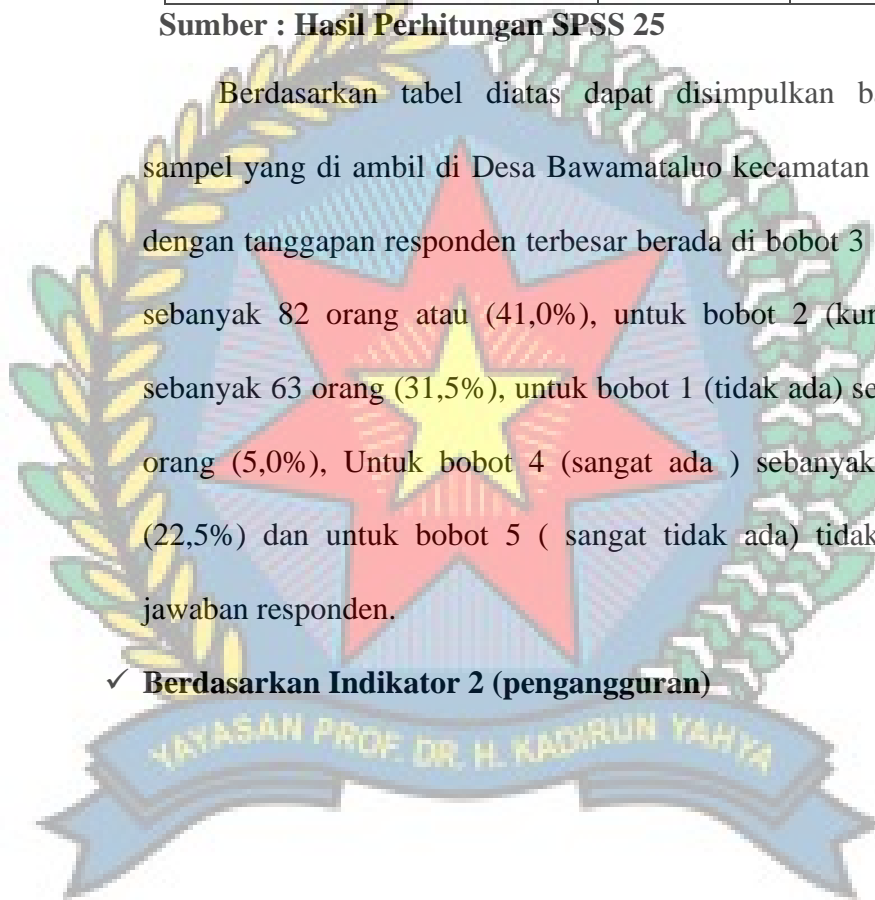 Sumber : Hasil Perhitungan SPSS 25
Berdasarkan tabel diatas dapat disimpulkan
sampel yang di ambil di Desa Bawamataluo kecamatan
dengan tanggapan responden terbesar berada di bobot 3
sebanyak 82 orang atau (41,0%), untuk bobot 2
sebanyak 63 orang (31,5%), untuk bobot 1 (tidak ada)
orang (5,0%), Untuk bobot 4 (sangat ada ) sebanyak
(22,5%) dan untuk bobot 5 ( sangat tidak ada) tidak
jawaban responden.
✓ Berdasarkan Indikator 2 (pengangguran)
YAYASAN PROF. DR. H. KADIRUN YAHYA